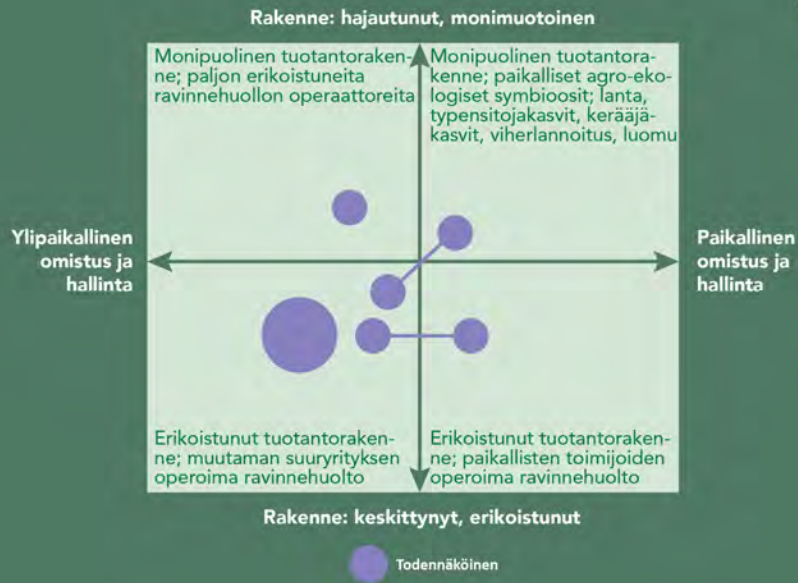 Rakenne: hajautunut, monimuotoinen
Monipuolinen tuotantoraken-
ne; paljon erikoistuneita
ravinnehuollon operaattoreita
Monipuolinen tuotantora-
kenne; paikalliset agro-eko-
logiset symbioosit; lanta,
typensitojakasvit, kerääjä-
kasvit, viherlannoitus, luomu
Ylipaikallinen
omistus ja
hallinta
Paikallinen
omistus ja
hallinta
Erikoistunut tuotantoraken-
ne; muutaman suuryrityksen
operoima ravinnehuolto
Erikoistunut tuotantoraken-
ne; paikallisten toimijoiden
operoima ravinnehuolto
Rakenne: keskittynyt, erikoistunut
Todennäköinen